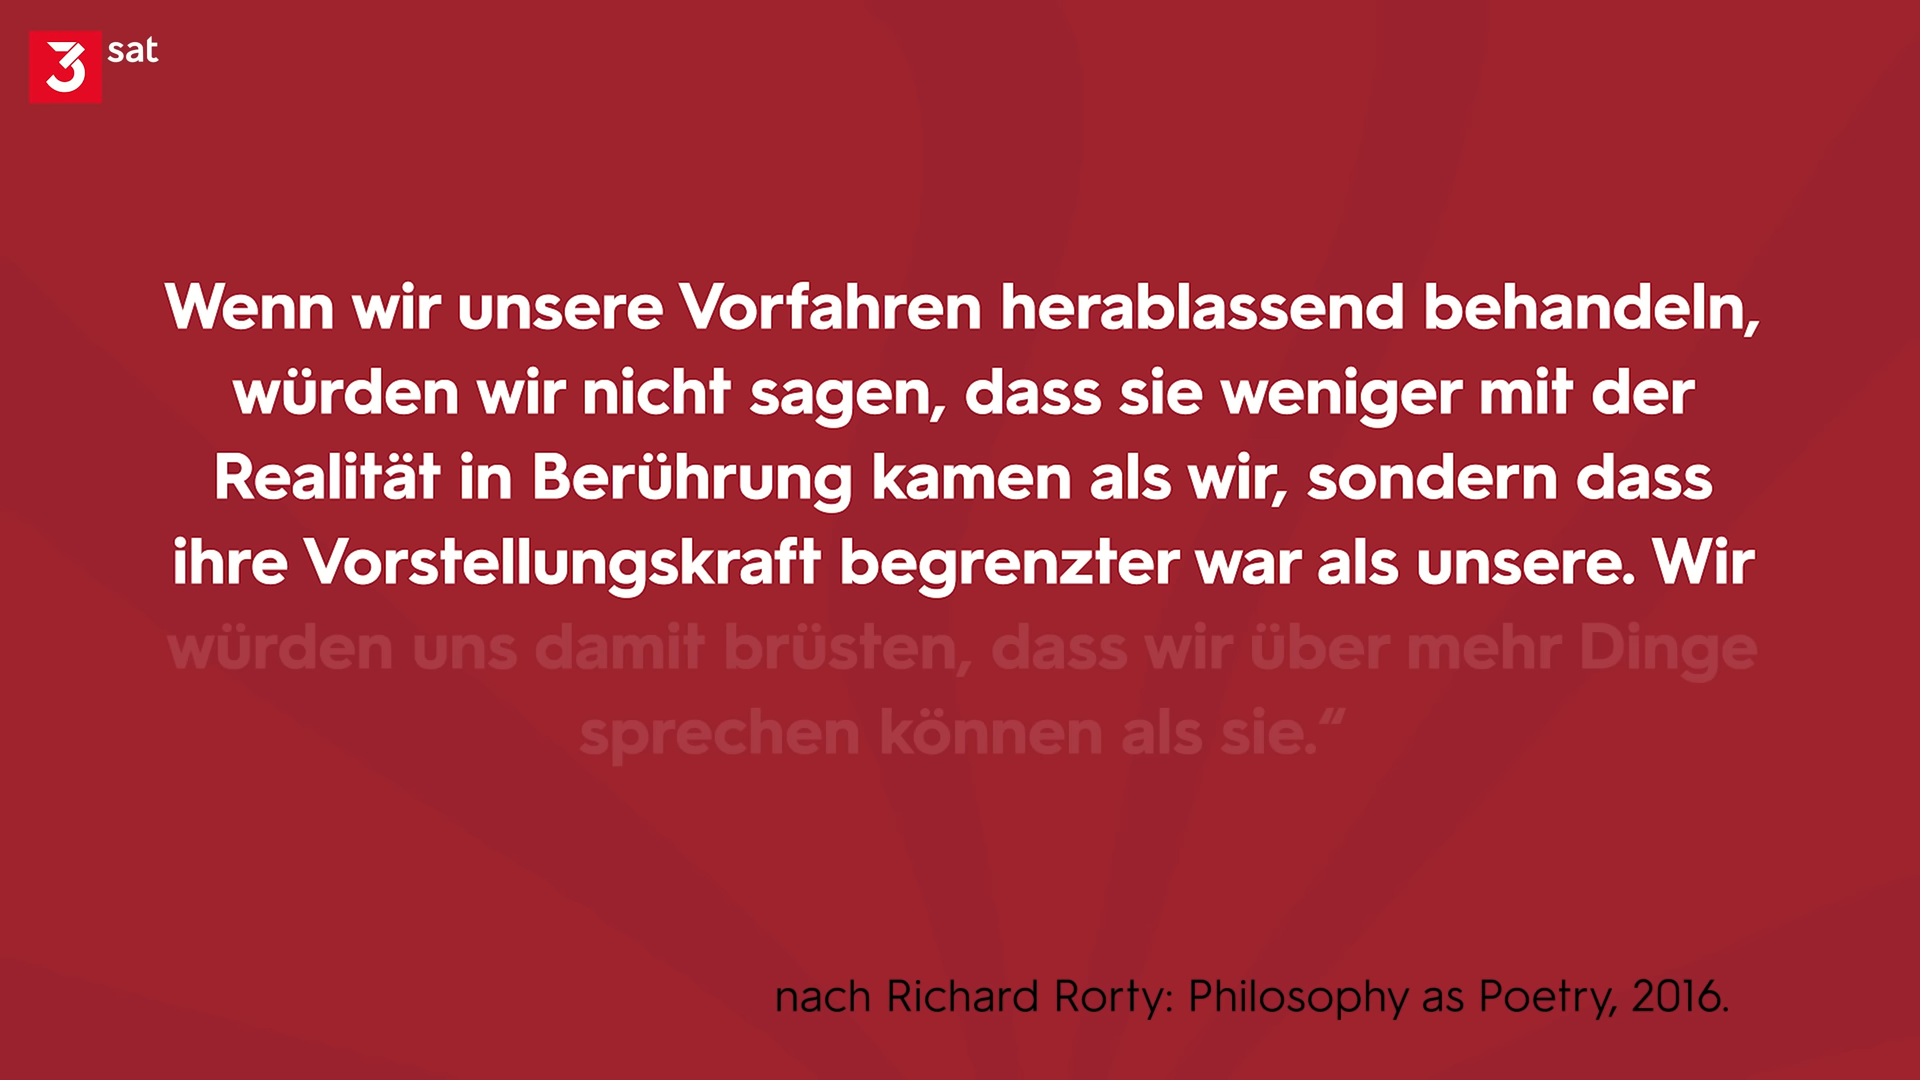 3sat
Wenn wir unsere Vorfahren herablassend behandeln,
würden wir nicht sagen, dass sie weniger mit der
Realität in Berührung kamen als wir, sondern dass
ihre Vorstellungskraft begrenzter war als unsere. Wir
würden uns damit brüsten, dass wir über mehr Dinge
sprechen können als sie.“
nach Richard Rorty: Philosophy as Poetry, 2016.